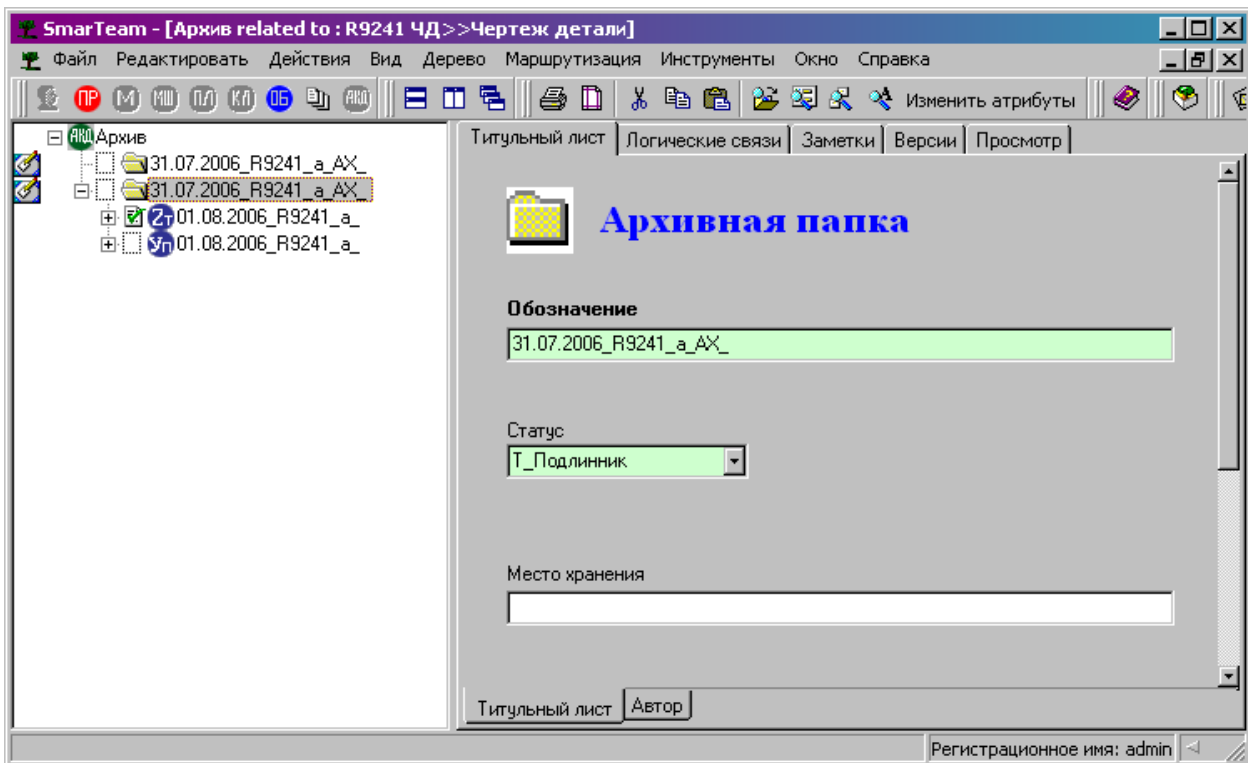 SmarTeam - [Архив related to : R9241 ЧД>>Чертеж детали]
Файл Редактировать Действия Вид Дерево Маршрутизация Инструменты Окно Справка
ПР М МШ ПЛ КЛ ОБ АКД Изменить атрибуты
АКД Архив
31.07.2006_R9241_a_AX_
31.07.2006_R9241_a_AX_
Zт 01.08.2006_R9241_a_
Уп 01.08.2006_R9241_a_
Титульный лист Логические связи Заметки Версии Просмотр
Архивная папка
Обозначение
31.07.2006_R9241_a_AX_
Статус
Т_Подлинник
Место хранения
Титульный лист Автор
Регистрационное имя: admin